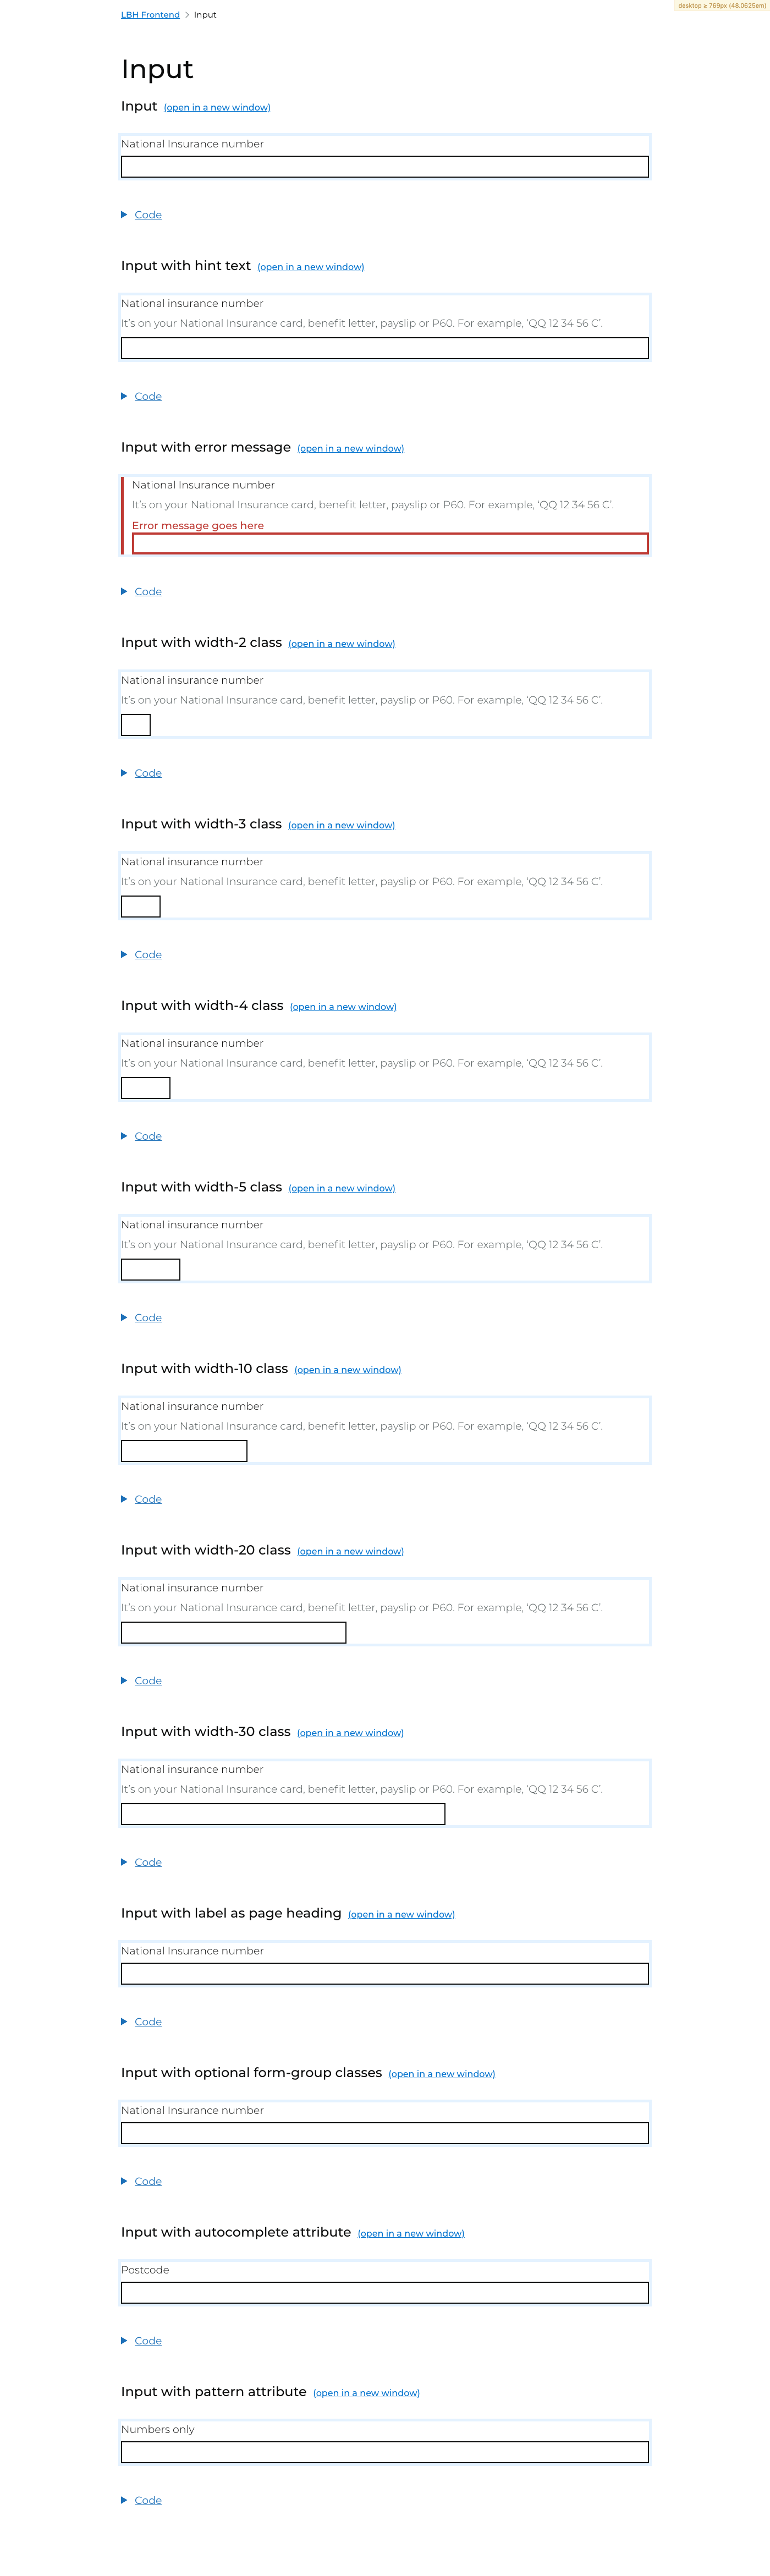 desktop ≥ 769px (48.0625em)
LBH Frontend > Input
Input
Input (open in a new window)
National Insurance number
Code
Input with hint text (open in a new window)
National insurance number
It's on your National Insurance card, benefit letter, payslip or P60. For example, ‘QQ 12 34 56 C’.
Code
Input with error message (open in a new window)
National Insurance number
It's on your National Insurance card, benefit letter, payslip or P60. For example, ‘QQ 12 34 56 C’.
Error message goes here
Code
Input with width-2 class (open in a new window)
National insurance number
It's on your National Insurance card, benefit letter, payslip or P60. For example, ‘QQ 12 34 56 C’.
Code
Input with width-3 class (open in a new window)
National insurance number
It's on your National Insurance card, benefit letter, payslip or P60. For example, ‘QQ 12 34 56 C’.
Code
Input with width-4 class (open in a new window)
National insurance number
It's on your National Insurance card, benefit letter, payslip or P60. For example, ‘QQ 12 34 56 C’.
Code
Input with width-5 class (open in a new window)
National insurance number
It's on your National Insurance card, benefit letter, payslip or P60. For example, ‘QQ 12 34 56 C’.
Code
Input with width-10 class (open in a new window)
National insurance number
It's on your National Insurance card, benefit letter, payslip or P60. For example, ‘QQ 12 34 56 C’.
Code
Input with width-20 class (open in a new window)
National insurance number
It's on your National Insurance card, benefit letter, payslip or P60. For example, ‘QQ 12 34 56 C’.
Code
Input with width-30 class (open in a new window)
National insurance number
It's on your National Insurance card, benefit letter, payslip or P60. For example, ‘QQ 12 34 56 C’.
Code
Input with label as page heading (open in a new window)
National Insurance number
Code
Input with optional form-group classes (open in a new window)
National Insurance number
Code
Input with autocomplete attribute (open in a new window)
Postcode
Code
Input with pattern attribute (open in a new window)
Numbers only
Code